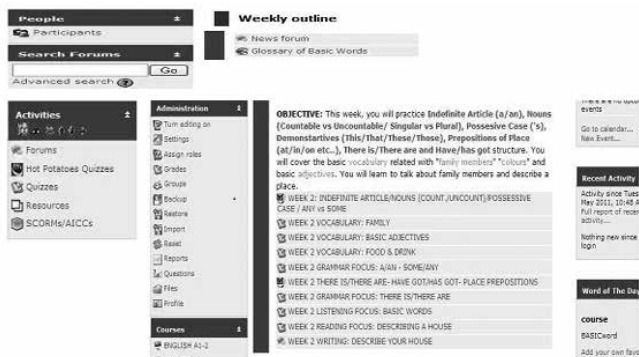 People
Participants
Search Forums
Go
Advanced search
Weekly outline
News forum
Glossary of Basic Words
Activities
Forums
Hot Potatoes Quizzes
Quizzes
Resources
SCORMs/AICCs
Administration
Turn editing on
Settings
Assign roles
Grades
Groups
Backup
Restore
Import
Reset
Reports
Questions
Files
Profile
Courses
ENGLISH A1-2
OBJECTIVE: This week, you will practice Indefinite Article (a/an), Nouns
(Countable vs Uncountable/ Singular vs Plural), Possesive Case ('s),
Demonstartives (This/That/These/Those), Prepositions of Place
(at/in/on etc..), There is/There are and Have/has got structure. You
will cover the basic vocabulary related with "family members" "colours" and
basic adjectives. You will learn to talk about family members and describe a
place.
WEEK 2: INDEFINITE ARTICLE/NOUNS (COUNT./UNCOUNT)/POSSESSIVE
CASE / ANY vs SOME
WEEK 2 VOCABULARY: FAMILY
WEEK 2 VOCABULARY: BASIC ADJECTIVES
WEEK 2 VOCABULARY: FOOD & DRINK
WEEK 2 GRAMMAR FOCUS: A/AN - SOME/ANY
WEEK 2 THERE IS/THERE ARE- HAVE GOT/HAS GOT- PLACE PREPOSITIONS
WEEK 2 GRAMMAR FOCUS: THERE IS/THERE ARE
WEEK 2 LISTENING FOCUS: BASIC WORDS
WEEK 2 READING FOCUS: DESCRIBING A HOUSE
WEEK 2 WRITING: DESCRIBE YOUR HOUSE
events
Go to calendar...
New Event...
Recent Activity
Activity since Tues
May 2011, 10:48 A
Full report of recent
activity...
Nothing new since
login
Word of The Day
course
BASICword
Add your own favo